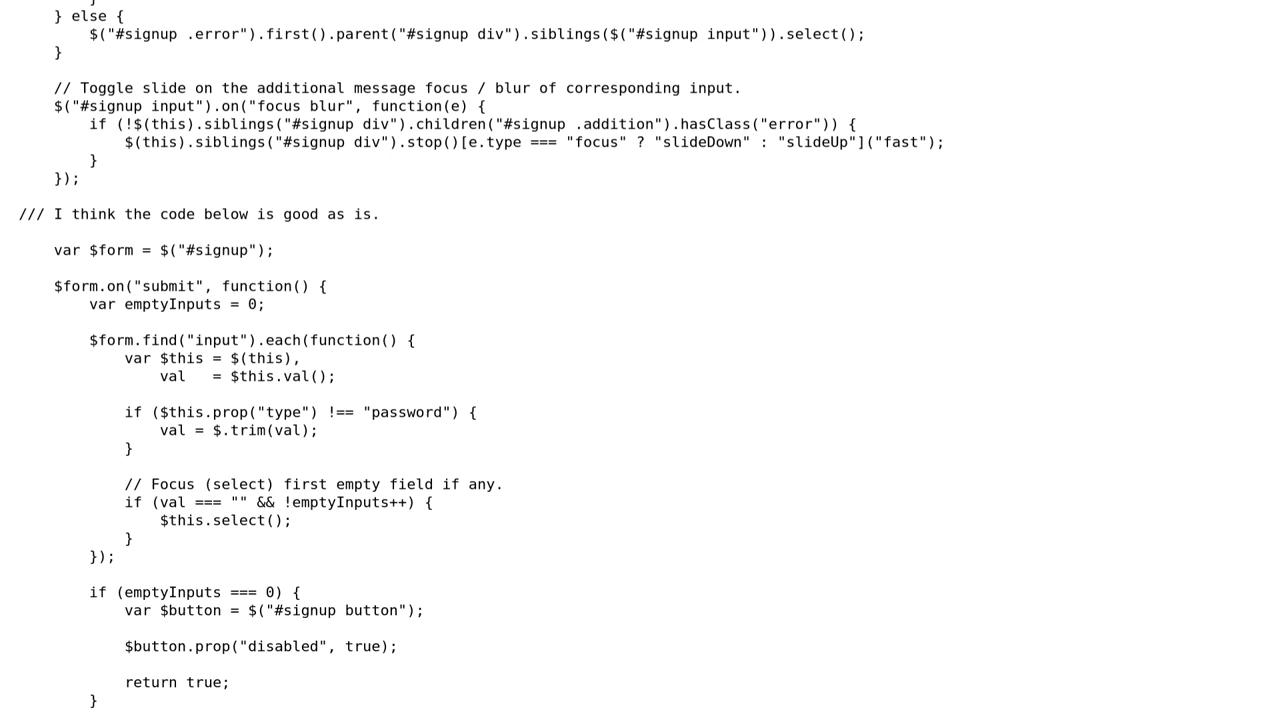 }
} else {
$("#signup .error").first().parent("#signup div").siblings($("#signup input")).select();
}
// Toggle slide on the additional message focus / blur of corresponding input.
$("#signup input").on("focus blur", function(e) {
if (!$(this).siblings("#signup div").children("#signup .addition").hasClass("error")) {
$(this).siblings("#signup div").stop()[e.type === "focus" ? "slideDown" : "slideUp"]("fast");
}
});
/// I think the code below is good as is.
var $form = $("#signup");
$form.on("submit", function() {
var emptyInputs = 0;
$form.find("input").each(function() {
var $this = $(this),
val   = $this.val();
if ($this.prop("type") !== "password") {
val = $.trim(val);
}
// Focus (select) first empty field if any.
if (val === "" && !emptyInputs++) {
$this.select();
}
});
if (emptyInputs === 0) {
var $button = $("#signup button");
$button.prop("disabled", true);
return true;
}